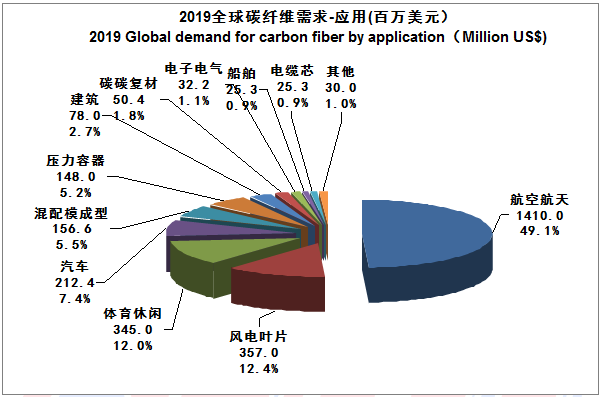 2019全球碳纤维需求-应用(百万美元）
2019 Global demand for carbon fiber by application（Million US$)
航空航天
1410.0
49.1%
风电叶片
357.0
12.4%
体育休闲
345.0
12.0%
汽车
212.4
7.4%
混配模成型
156.6
5.5%
压力容器
148.0
5.2%
建筑
78.0
2.7%
碳碳复材
50.4
1.8%
电子电气
32.2
1.1%
船舶
25.3
0.9%
电缆芯
25.3
0.9%
其他
30.0
1.0%